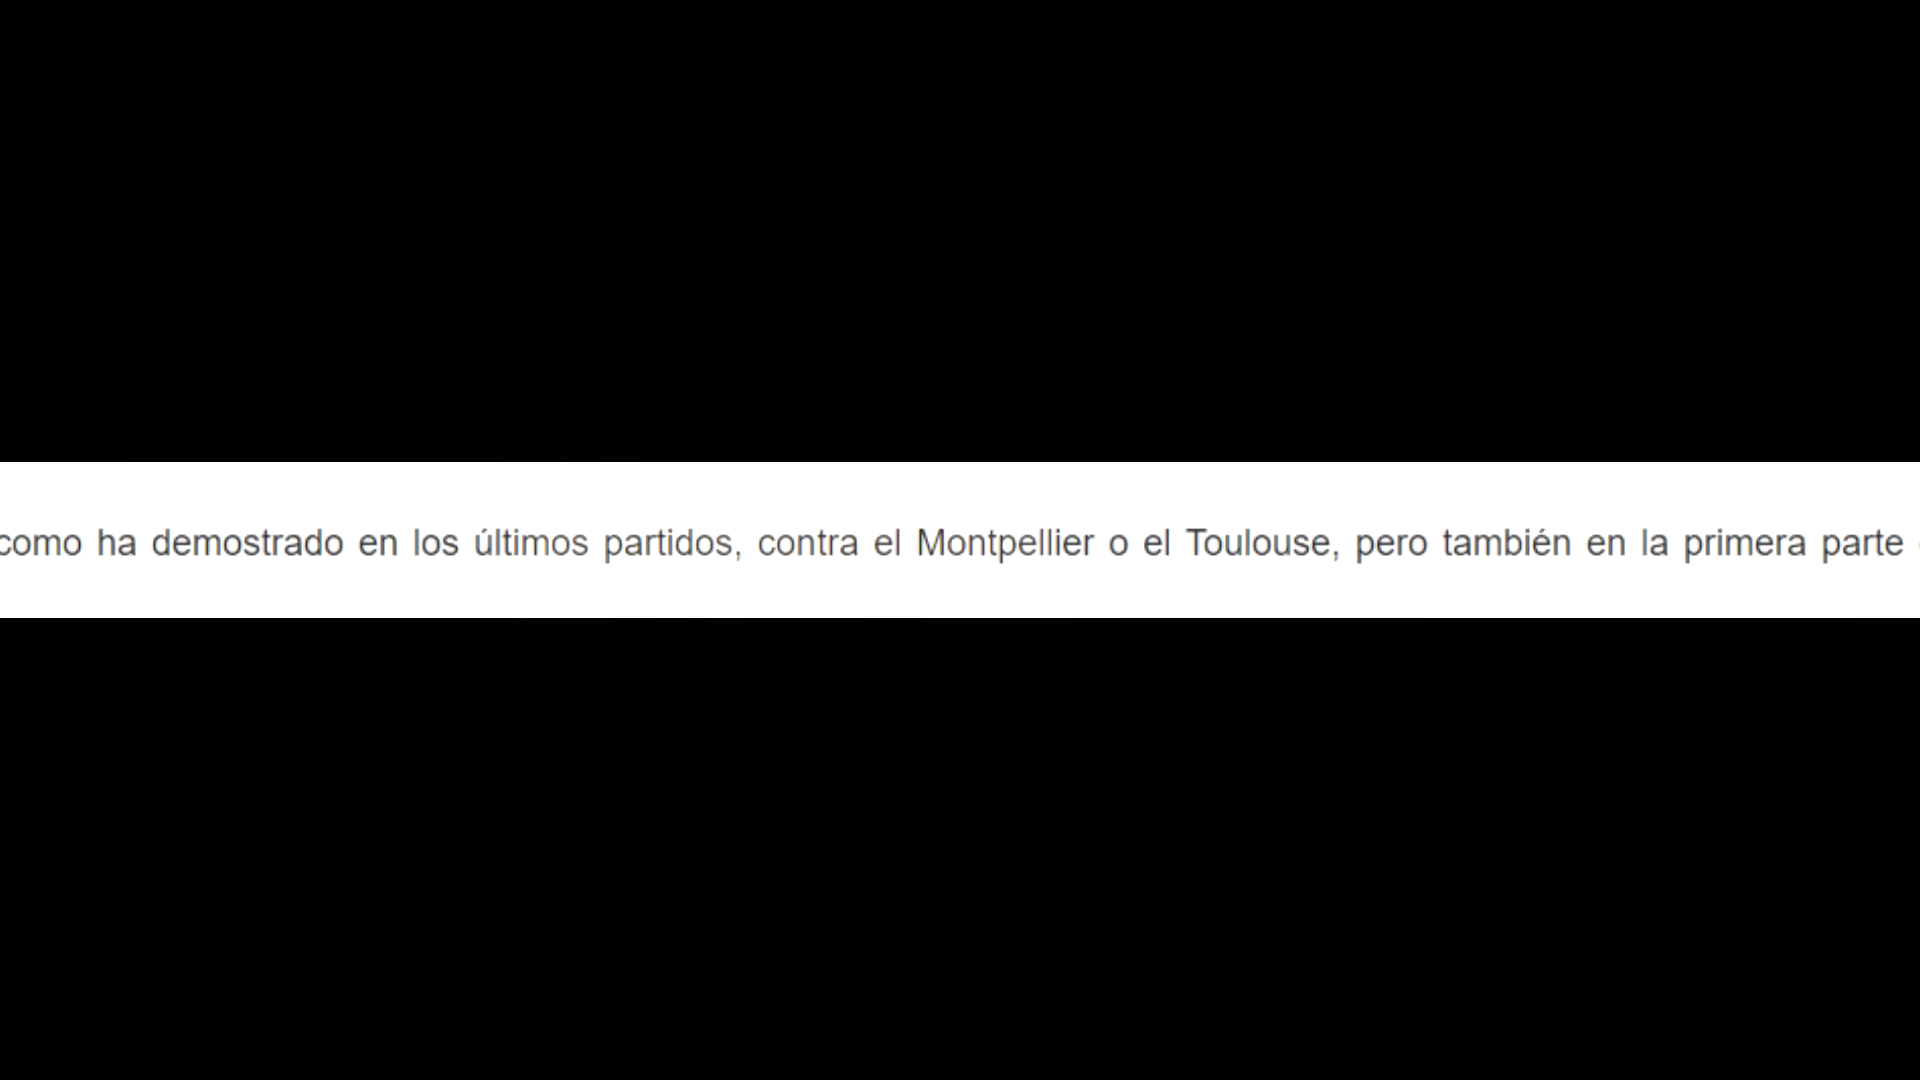 como ha demostrado en los últimos partidos, contra el Montpellier o el Toulouse, pero también en la primera parte